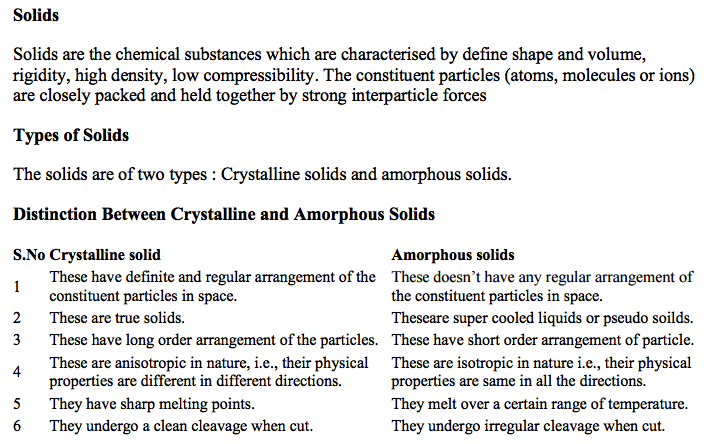 Solids
Solids are the chemical substances which are characterised by define shape and volume,
rigidity, high density, low compressibility. The constituent particles (atoms, molecules or ions)
are closely packed and held together by strong interparticle forces
Types of Solids
The solids are of two types : Crystalline solids and amorphous solids.
Distinction Between Crystalline and Amorphous Solids
S.No Crystalline solid Amorphous solids
1 These have definite and regular arrangement of the constituent particles in space. These doesn't have any regular arrangement of the constituent particles in space.
2 These are true solids. Theseare super cooled liquids or pseudo soilds.
3 These have long order arrangement of the particles. These have short order arrangement of particle.
4 These are anisotropic in nature, i.e., their physical properties are different in different directions. These are isotropic in nature i.e., their physical properties are same in all the directions.
5 They have sharp melting points. They melt over a certain range of temperature.
6 They undergo a clean cleavage when cut. They undergo irregular cleavage when cut.